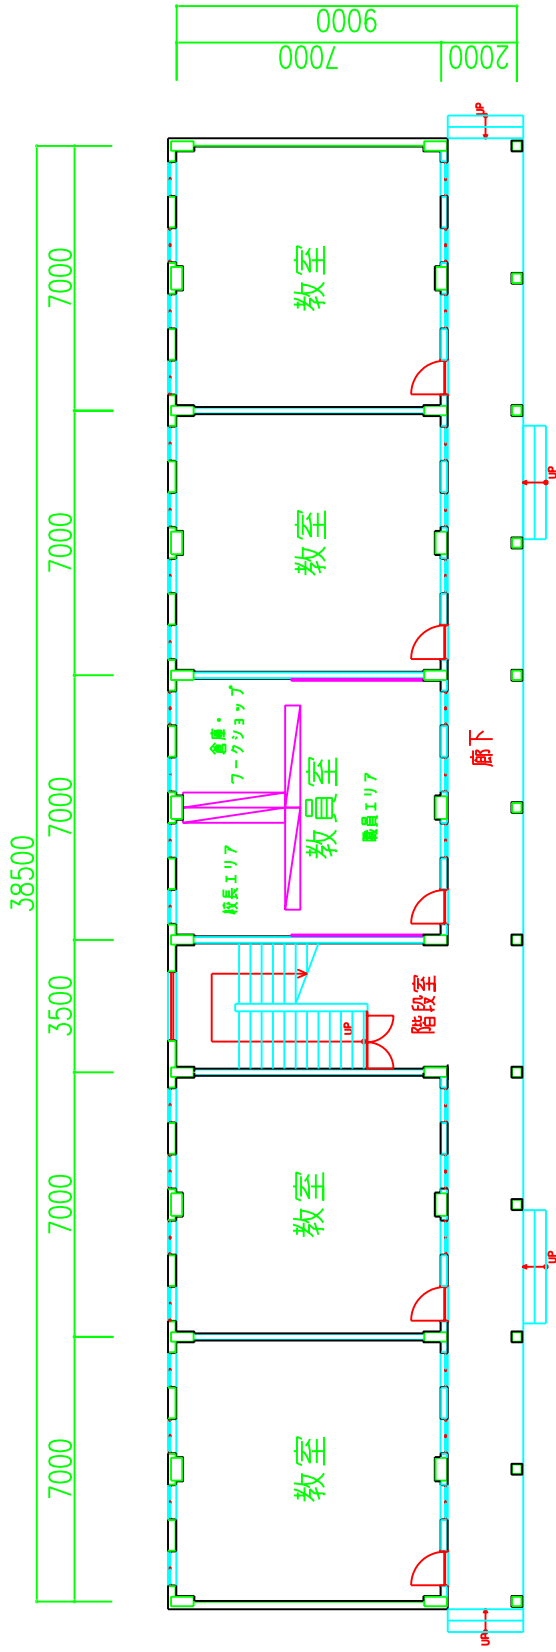 9000
7000
2000
38500
7000
7000
7000
3500
7000
7000
教室
教室
倉庫・
ワークショップ
教員室
校長エリア
職員エリア
廊下
階段室
教室
教室
UP
UP
UP
UP
UP